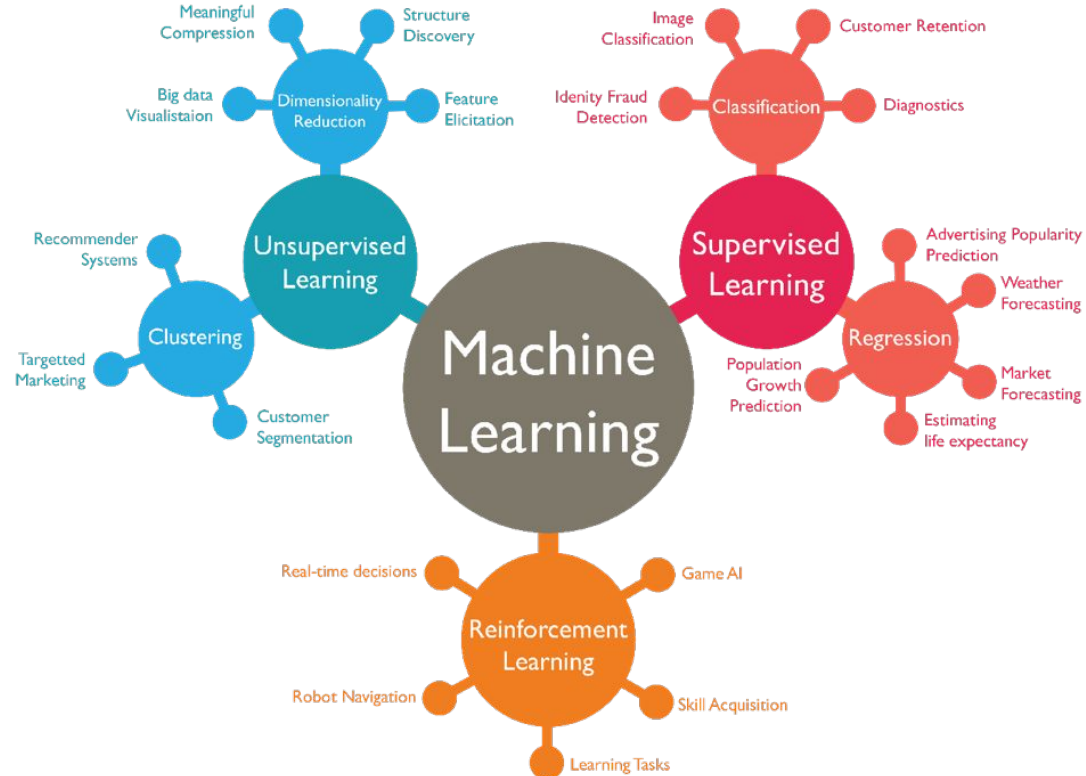 Meaningful
Compression
Structure
Discovery
Big data
Visualistaion
Dimensionality
Reduction
Feature
Elicitation
Image
Classification
Customer Retention
Idenity Fraud
Detection
Classification
Diagnostics
Recommender
Systems
Unsupervised
Learning
Clustering
Targetted
Marketing
Customer
Segmentation
Machine
Learning
Supervised
Learning
Advertising Popularity
Prediction
Weather
Forecasting
Regression
Population
Growth
Prediction
Market
Forecasting
Estimating
life expectancy
Real-time decisions
Game AI
Reinforcement
Learning
Robot Navigation
Skill Acquisition
Learning Tasks